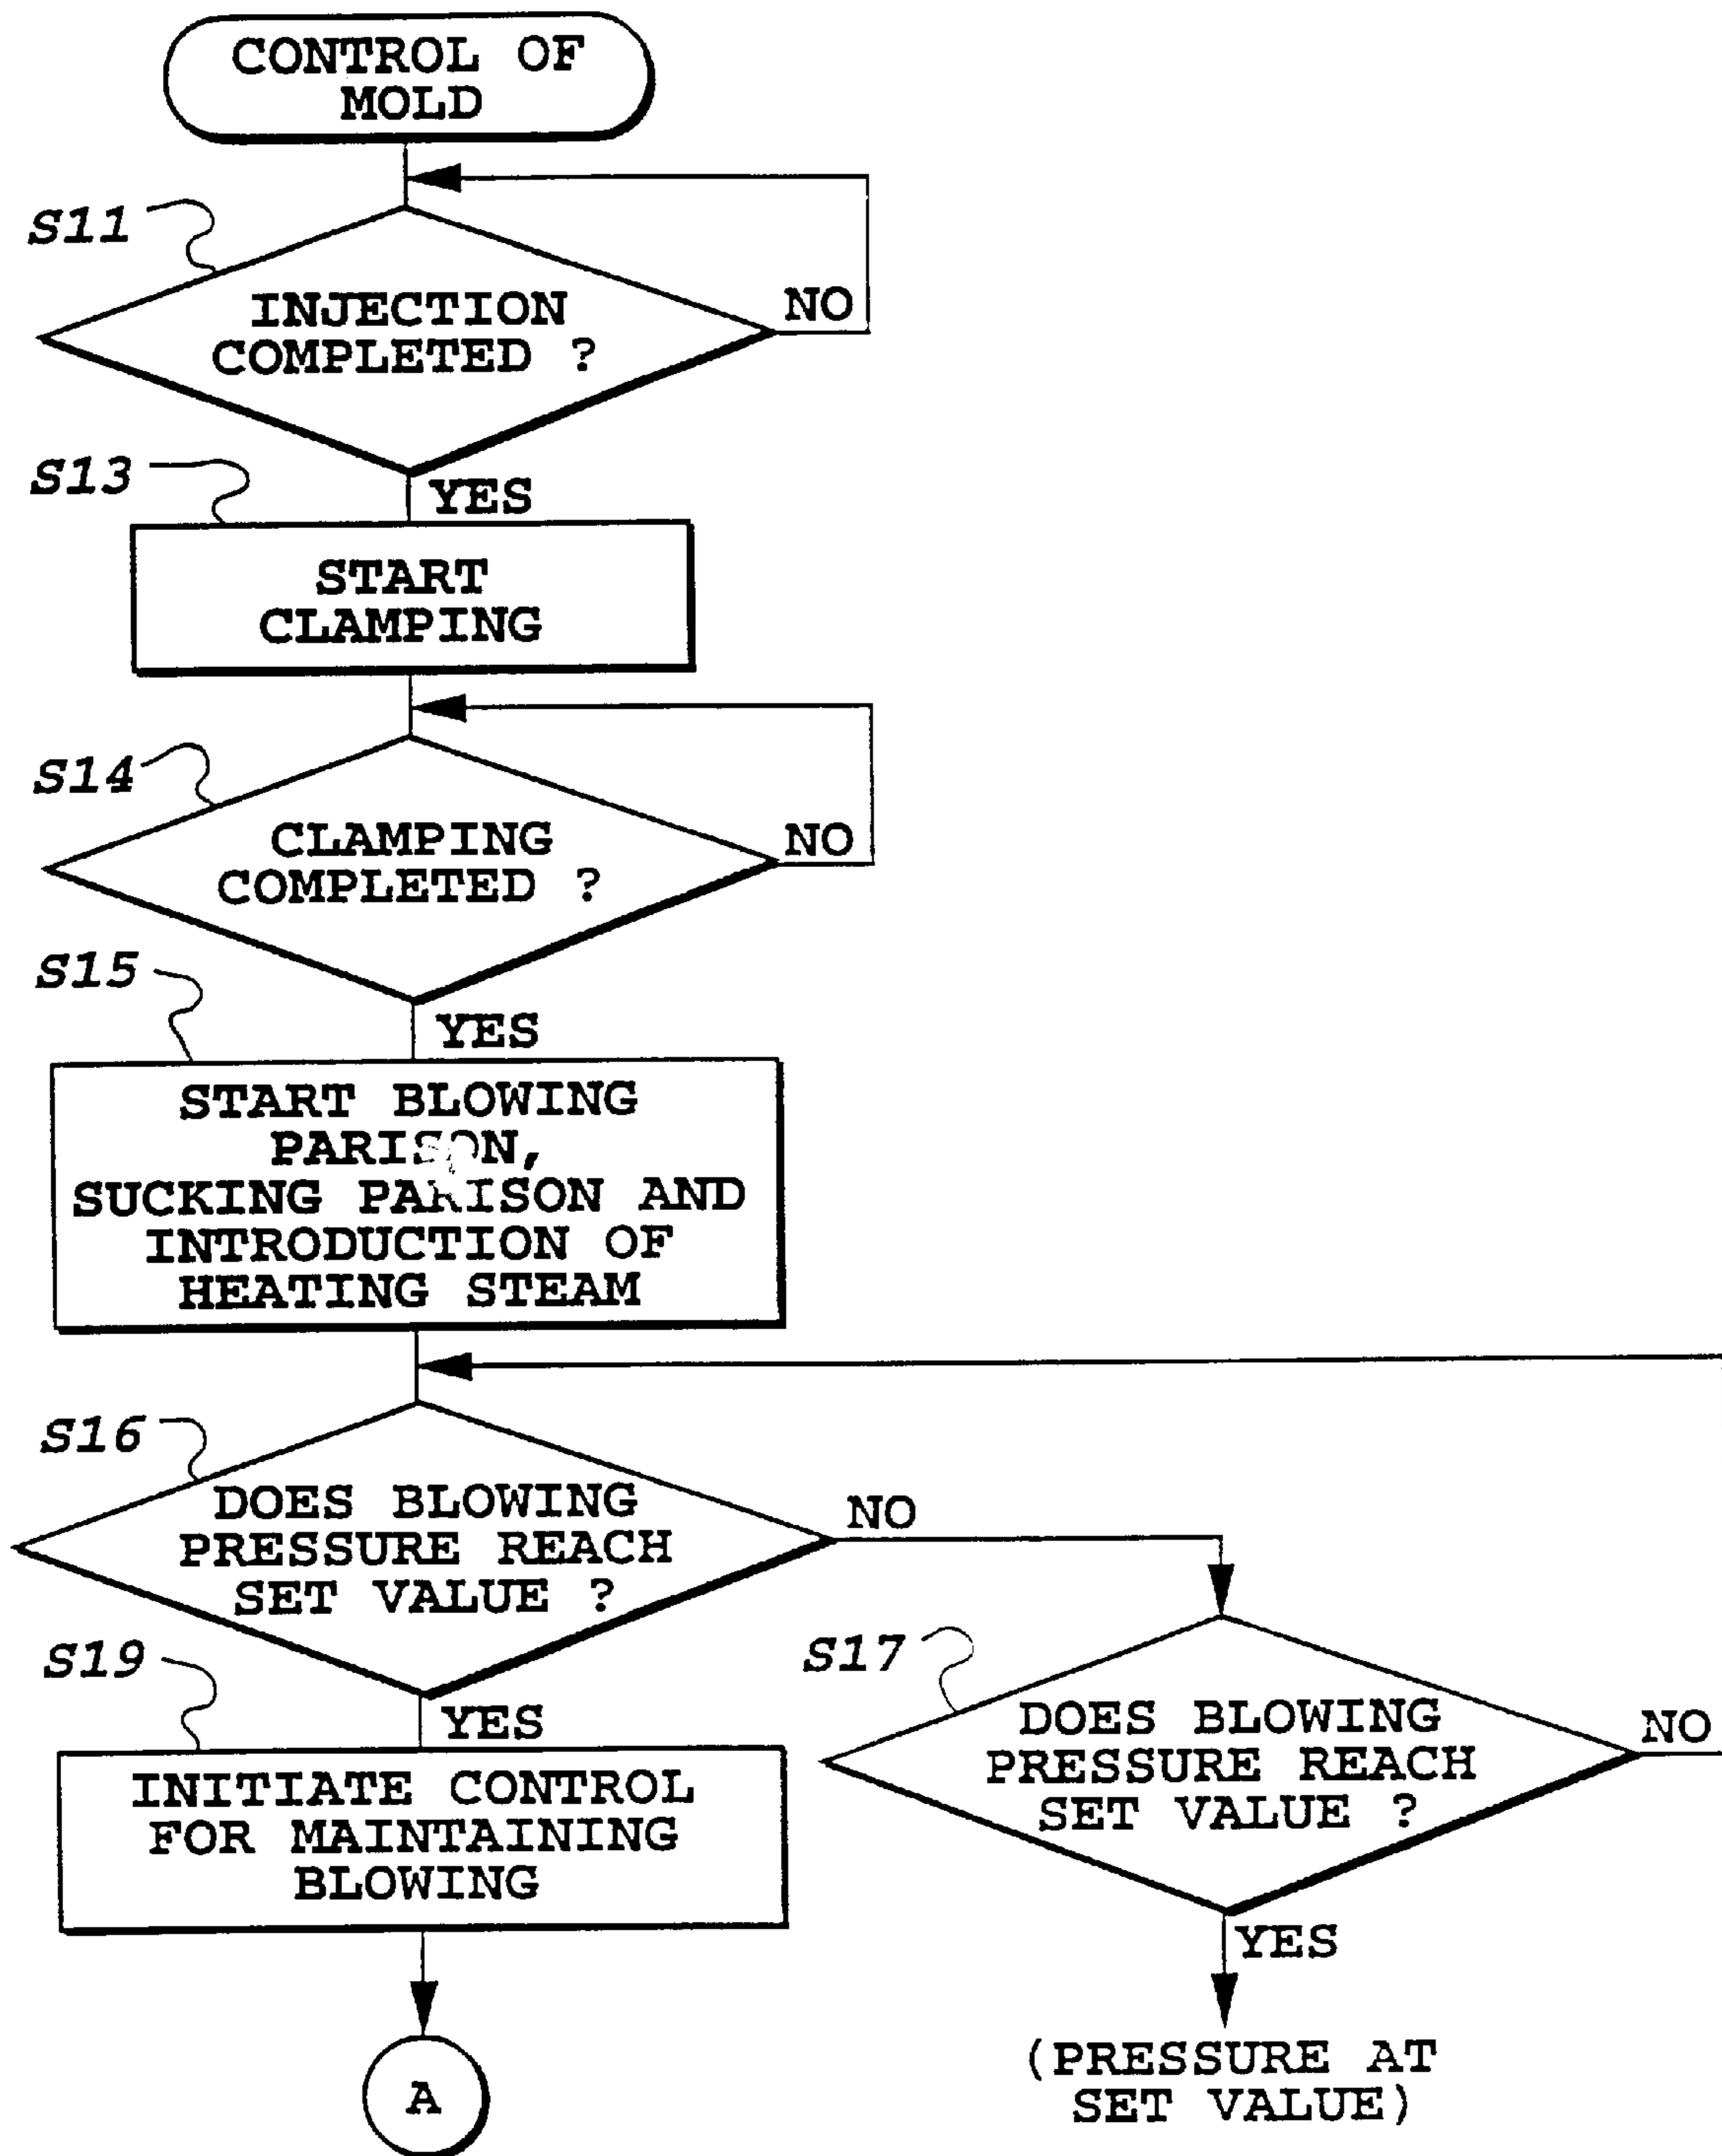 CONTROL OF
MOLD
S11
INJECTION
COMPLETED ?
NO
S13
YES
START
CLAMPING
S14
CLAMPING
COMPLETED ?
NO
S15
YES
START BLOWING
PARISON,
SUCKING PARISON AND
INTRODUCTION OF
HEATING STEAM
S16
DOES BLOWING
PRESSURE REACH
SET VALUE ?
NO
S19
YES
INITIATE CONTROL
FOR MAINTAINING
BLOWING
A
S17
DOES BLOWING
PRESSURE REACH
SET VALUE ?
NO
YES
(PRESSURE AT
SET VALUE)